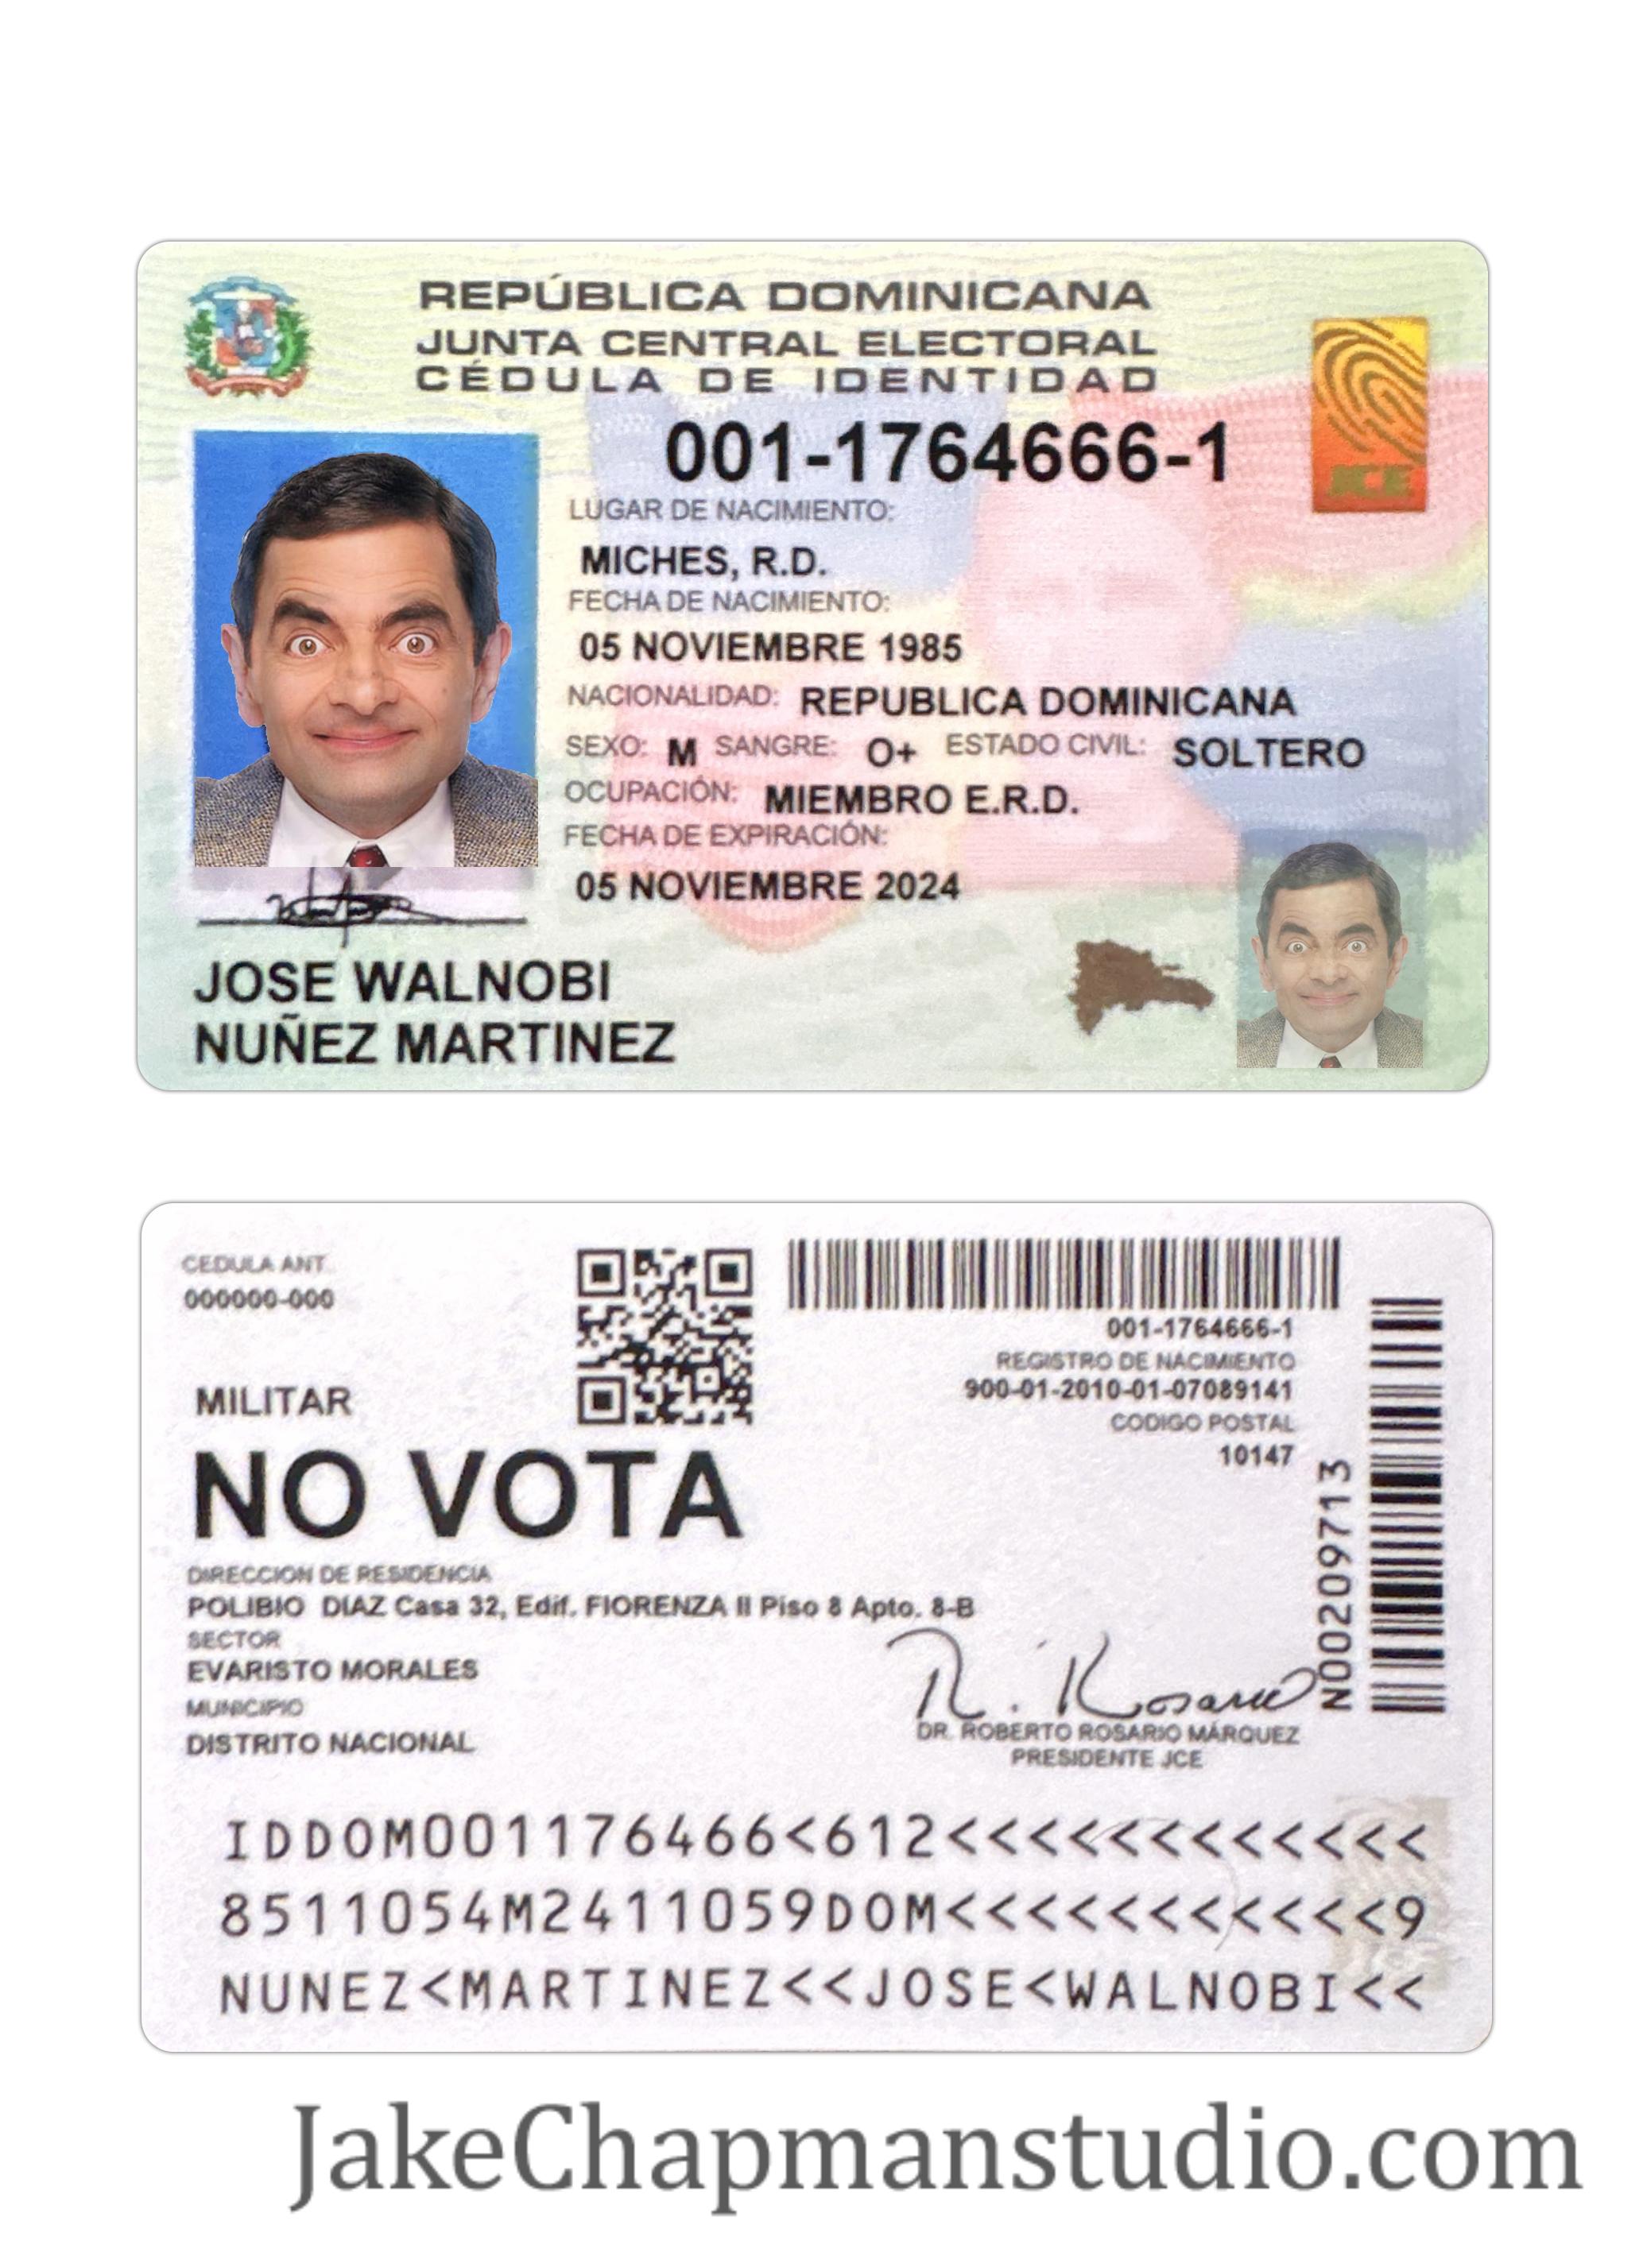 REPÚBLICA DOMINICANA
JUNTA CENTRAL ELECTORAL
CÉDULA DE IDENTIDAD
001-1764666-1
JCE
LUGAR DE NACIMIENTO:
MICHES, R.D.
FECHA DE NACIMIENTO:
05 NOVIEMBRE 1985
NACIONALIDAD: REPUBLICA DOMINICANA
SEXO: M SANGRE: O+ ESTADO CIVIL: SOLTERO
OCUPACIÓN: MIEMBRO E.R.D.
FECHA DE EXPIRACIÓN:
05 NOVIEMBRE 2024
JOSE WALNOBI
NUÑEZ MARTINEZ
CEDULA ANT.
000000-000
001-1764666-1
REGISTRO DE NACIMIENTO
900-01-2010-01-07089141
CODIGO POSTAL
10147
N00209713
MILITAR
NO VOTA
DIRECCION DE RESIDENCIA
POLIBIO DIAZ Casa 32, Edif. FIORENZA II Piso 8 Apto. 8-B
SECTOR
EVARISTO MORALES
MUNICIPIO
DISTRITO NACIONAL
R. Rosario
DR. ROBERTO ROSARIO MÁRQUEZ
PRESIDENTE JCE
IDDOM001176466<612<<<<<<<<<<<<<
8511054M2411059DOM<<<<<<<<<<<<9
NUNEZ<MARTINEZ<<JOSE<WALNOBI<<
JCE
JakeChapmanstudio.com